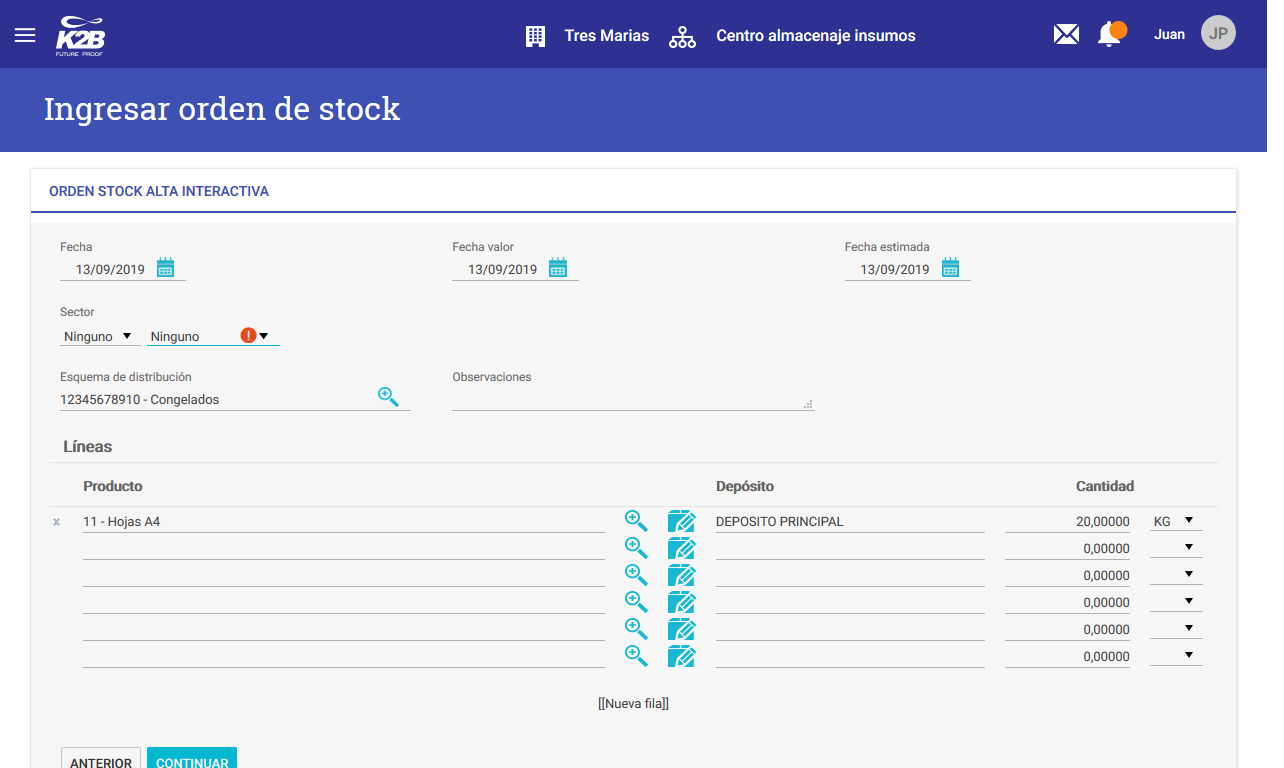 K2B
FUTURE PROOF
Tres Marias
Centro almacenaje insumos
Juan
JP
Ingresar orden de stock
ORDEN STOCK ALTA INTERACTIVA
Fecha
Fecha valor
Fecha estimada
13/09/2019
13/09/2019
13/09/2019
Sector
Ninguno
Ninguno
Esquema de distribución
Observaciones
12345678910 - Congelados
Líneas
Producto
Depósito
Cantidad
x 11 - Hojas A4 DEPOSITO PRINCIPAL 20,00000 KG
0,00000
0,00000
0,00000
0,00000
0,00000
[[Nueva fila]]
ANTERIOR
CONTINUAR